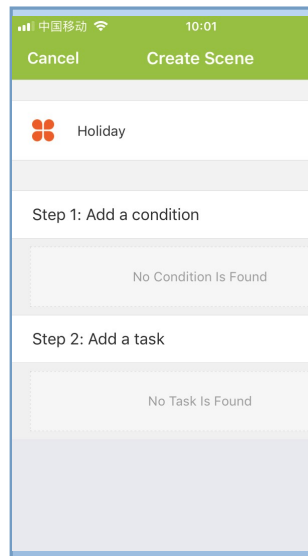 中国移动 10:01
Cancel Create Scene
Holiday
Step 1: Add a condition
No Condition Is Found
Step 2: Add a task
No Task Is Found